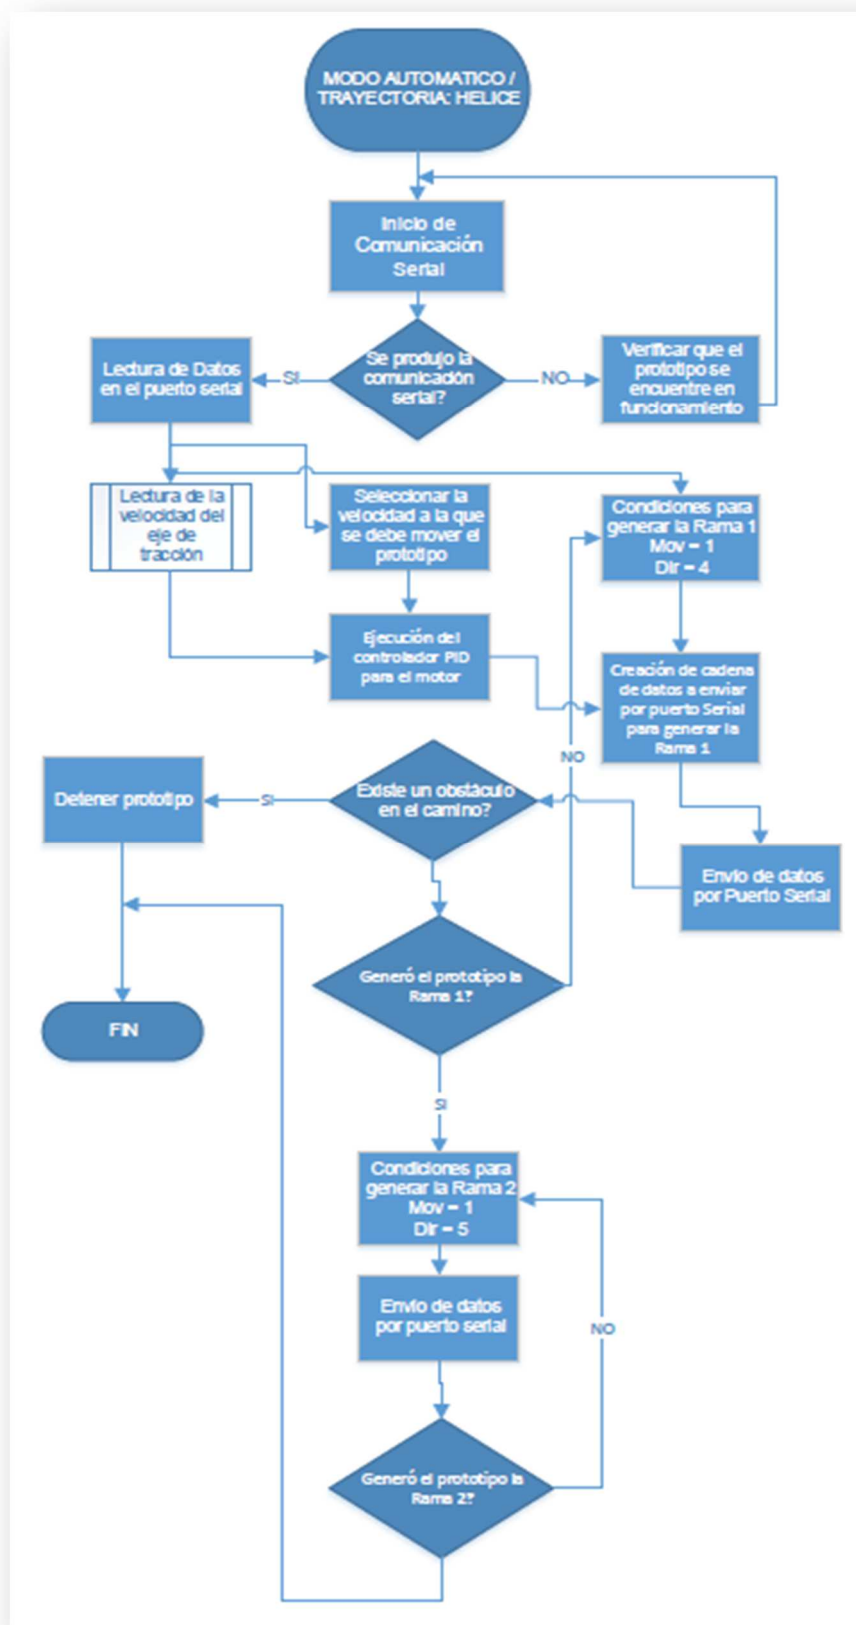 MODO AUTOMATICO /
TRAYECTORIA: HELICE
Inicio de
Comunicación
Serial
Se produjo la
comunicación
serial?
SI
NO
Lectura de Datos
en el puerto serial
Verificar que el
prototipo se
encuentre en
funcionamiento
Lectura de la
velocidad del
eje de
tracción
Seleccionar la
velocidad a la que
se debe mover el
prototipo
Condiciones para
generar la Rama 1
Mov = 1
Dir = 4
Ejecución del
controlador PID
para el motor
Creación de cadena
de datos a enviar
por puerto Serial
para generar la
Rama 1
NO
Existe un obstáculo
en el camino?
SI
Detener prototipo
Envio de datos
por Puerto Serial
Generó el prototipo la
Rama 1?
FIN
SI
Condiciones para
generar la Rama 2
Mov = 1
Dir = 5
Envio de datos
por puerto serial
NO
Generó el prototipo la
Rama 2?